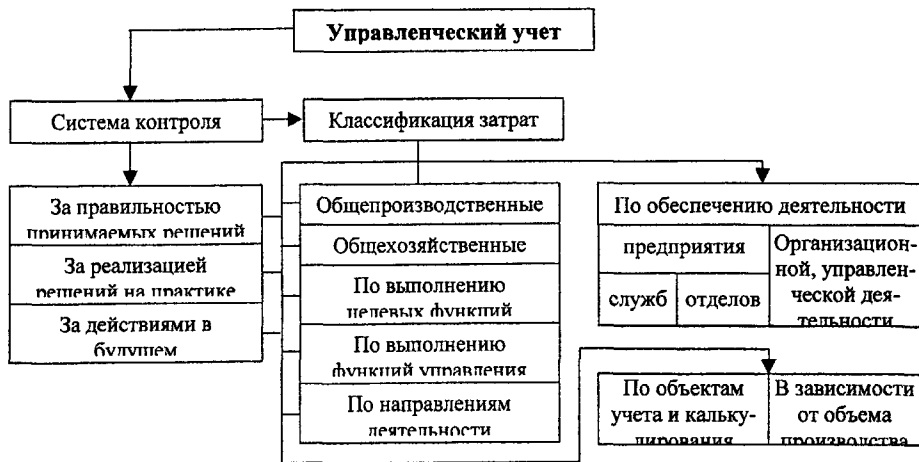 Управленческий учет
Система контроля
Классификация затрат
За правильностью
принимаемых решений
За реализацией
решений на практике
За действиями в
будущем
Общепроизводственные
Общехозяйственные
По выполнению
целевых функций
По выполнению
функций управления
По направлениям
деятельности
По обеспечению деятельности
предприятия
служб
отделов
Организацион-
ной, управлен-
ческой дея-
тельности
По объектам
учета и кальку-
лирования
В зависимости
от объема
производства